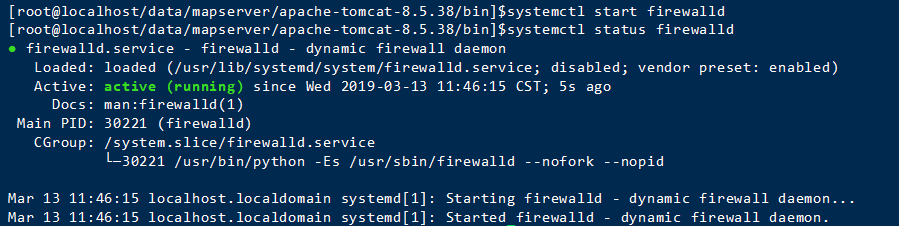 [root@localhost/data/mapserver/apache-tomcat-8.5.38/bin]$systemctl start firewalld
[root@localhost/data/mapserver/apache-tomcat-8.5.38/bin]$systemctl status firewalld
● firewalld.service - firewalld - dynamic firewall daemon
   Loaded: loaded (/usr/lib/systemd/system/firewalld.service; disabled; vendor preset: enabled)
   Active: active (running) since Wed 2019-03-13 11:46:15 CST; 5s ago
     Docs: man:firewalld(1)
 Main PID: 30221 (firewalld)
   CGroup: /system.slice/firewalld.service
           └─30221 /usr/bin/python -Es /usr/sbin/firewalld --nofork --nopid
Mar 13 11:46:15 localhost.localdomain systemd[1]: Starting firewalld - dynamic firewall daemon...
Mar 13 11:46:15 localhost.localdomain systemd[1]: Started firewalld - dynamic firewall daemon.